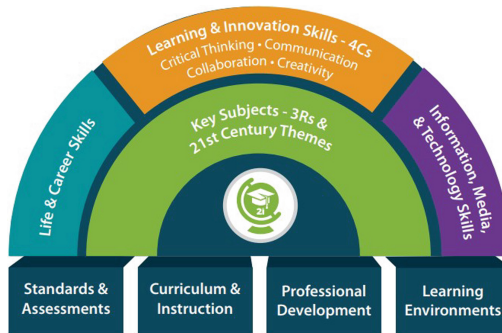 Learning & Innovation Skills - 4Cs
Critical Thinking • Communication
Collaboration • Creativity
Life & Career Skills
Key Subjects - 3Rs &
21st Century Themes
Information, Media,
& Technology Skills
21
Standards &
Assessments
Curriculum &
Instruction
Professional
Development
Learning
Environments